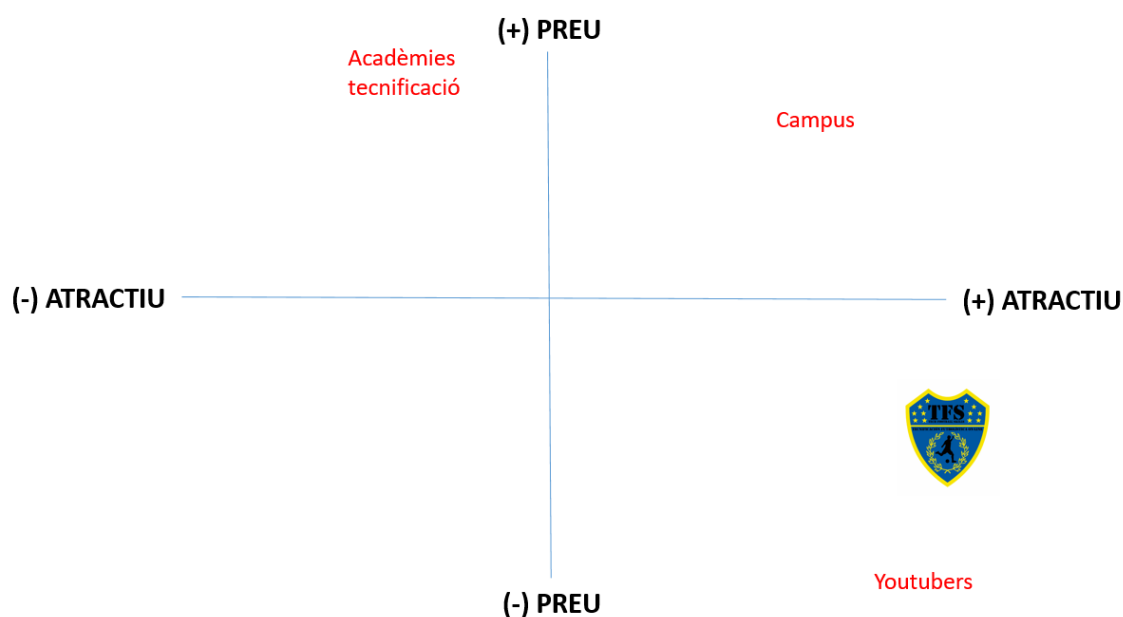 (+) PREU
Acadèmies
tecnificació
Campus
(-) ATRACTIU
(+) ATRACTIU
TFS
Youtubers
(-) PREU